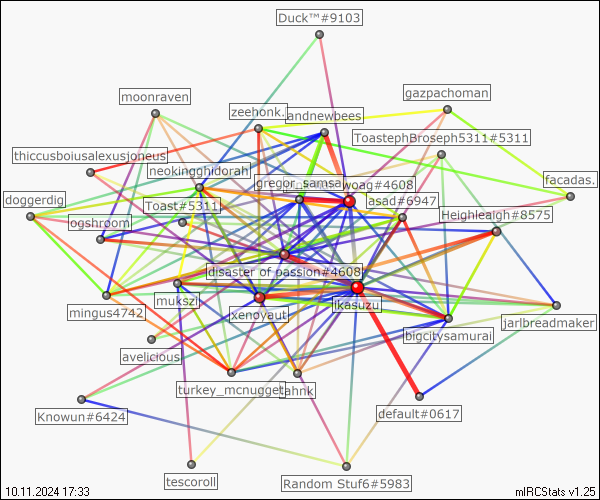 Duck™#9103
moonraven
gazpachoman
zeehonk.
andnewbees
ToastephBroseph5311#5311
thiccusboiusalexusjoneus
neokingghidorah
gregor_samsa
woag#4608
facadas.
doggerdig
Toast#5311
asad#6947
ogshroom
Heighleaigh#8575
disaster of passion#4608
mukszi
ikasuzu
mingus4742
xenoyaut
jarlbreadmaker
bigcitysamurai
avelicious
turkey_mcnugget
ahnk
Knowun#6424
default#0617
tescoroll
Random Stuf6#5983
10.11.2024 17:33
mIRCStats v1.25